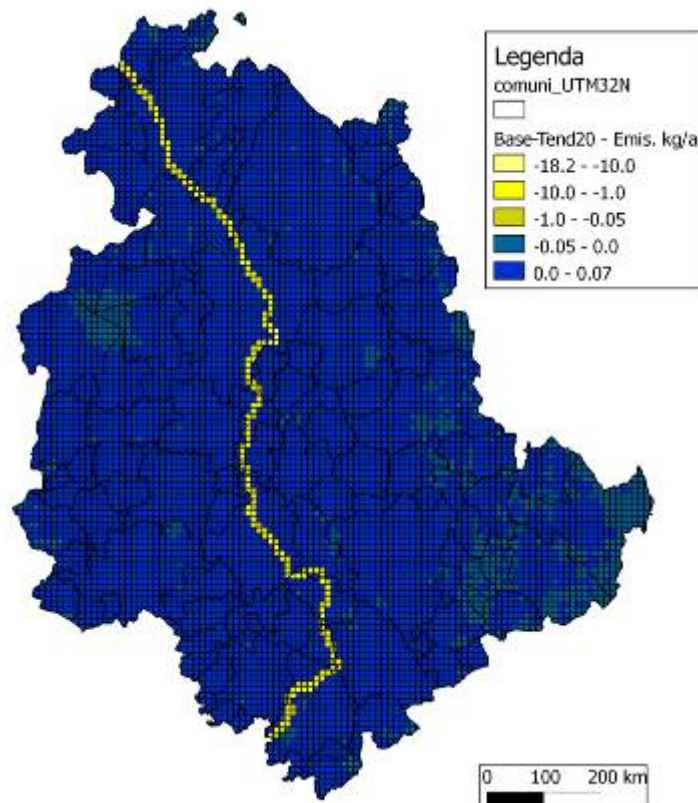 Legenda
comuni_UTM32N
Base-Tend20 - Emis. kg/a
-18.2 - -10.0
-10.0 - -1.0
-1.0 - -0.05
-0.05 - 0.0
0.0 - 0.07
0 100 200 km